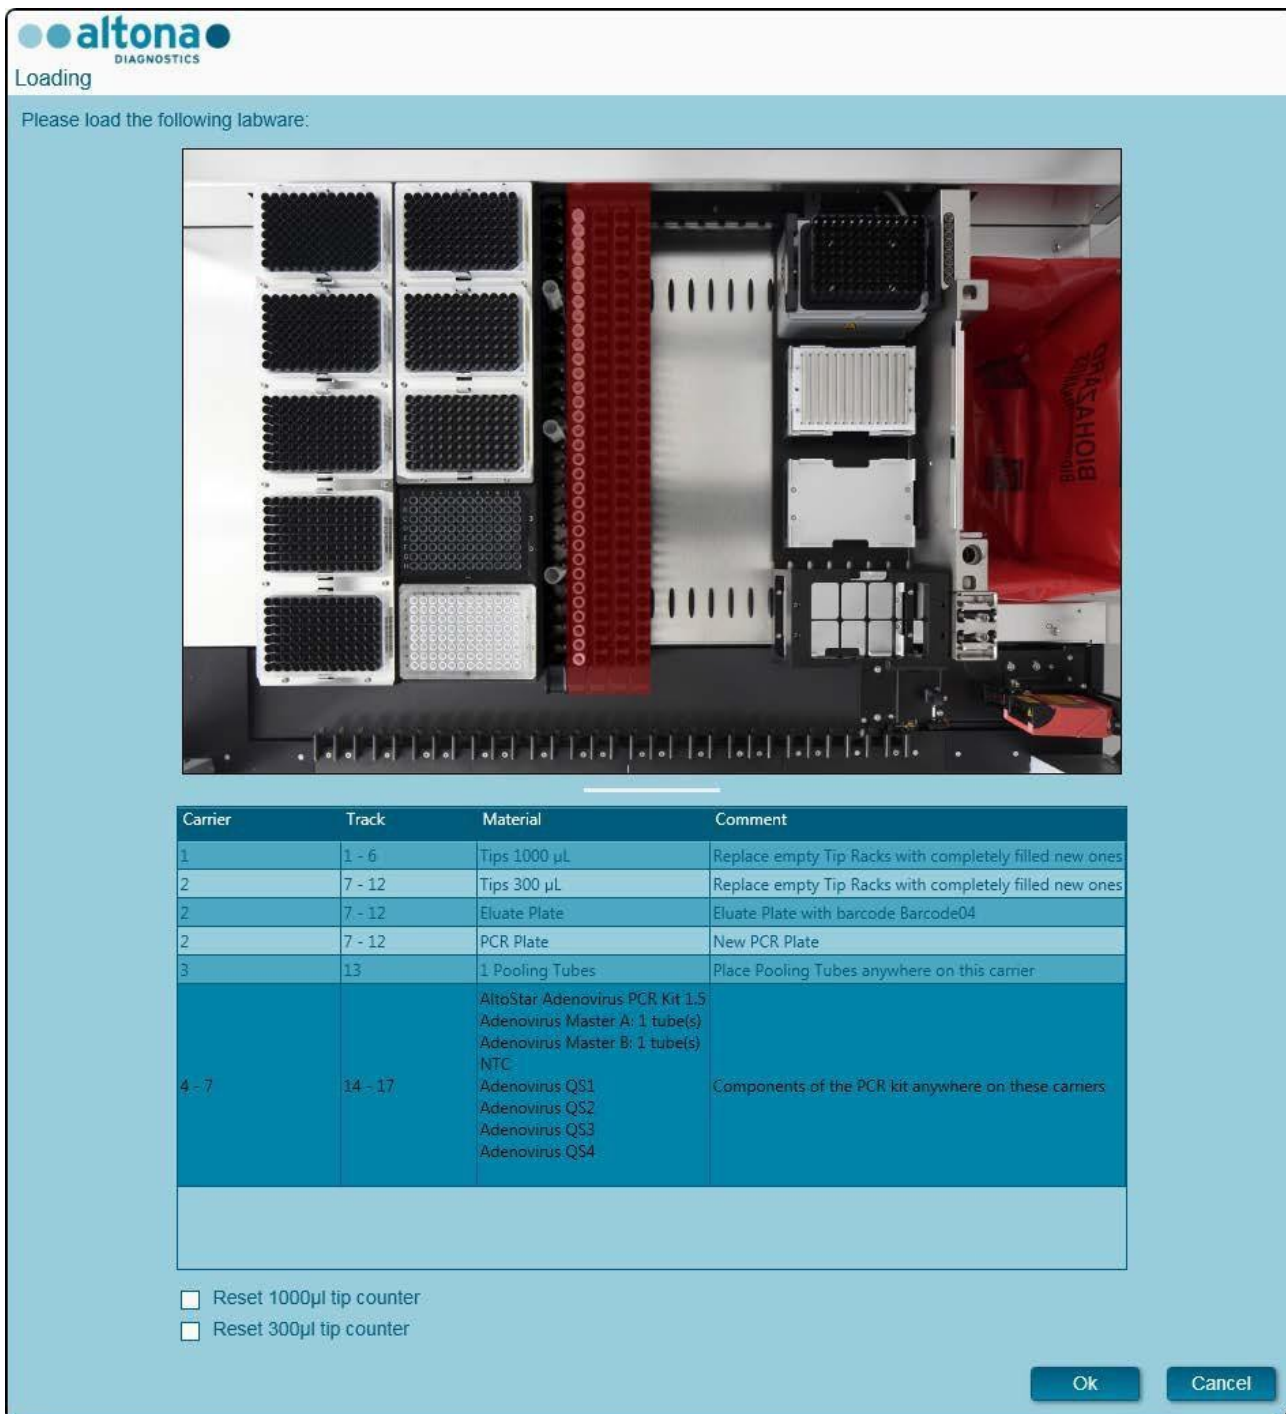 altona
DIAGNOSTICS
Loading
Please load the following labware:
BIOHAZARD
Carrier Track Material Comment
1 1 - 6 Tips 1000 µL Replace empty Tip Racks with completely filled new ones
2 7 - 12 Tips 300 µL Replace empty Tip Racks with completely filled new ones
2 7 - 12 Eluate Plate Eluate Plate with barcode Barcode04
2 7 - 12 PCR Plate New PCR Plate
3 13 1 Pooling Tubes Place Pooling Tubes anywhere on this carrier
AltoStar Adenovirus PCR Kit 1.5
Adenovirus Master A: 1 tube(s)
Adenovirus Master B: 1 tube(s)
NTC
4 - 7 14 - 17 Adenovirus QS1 Components of the PCR kit anywhere on these carriers
Adenovirus QS2
Adenovirus QS3
Adenovirus QS4
Reset 1000µl tip counter
Reset 300µl tip counter
Ok Cancel